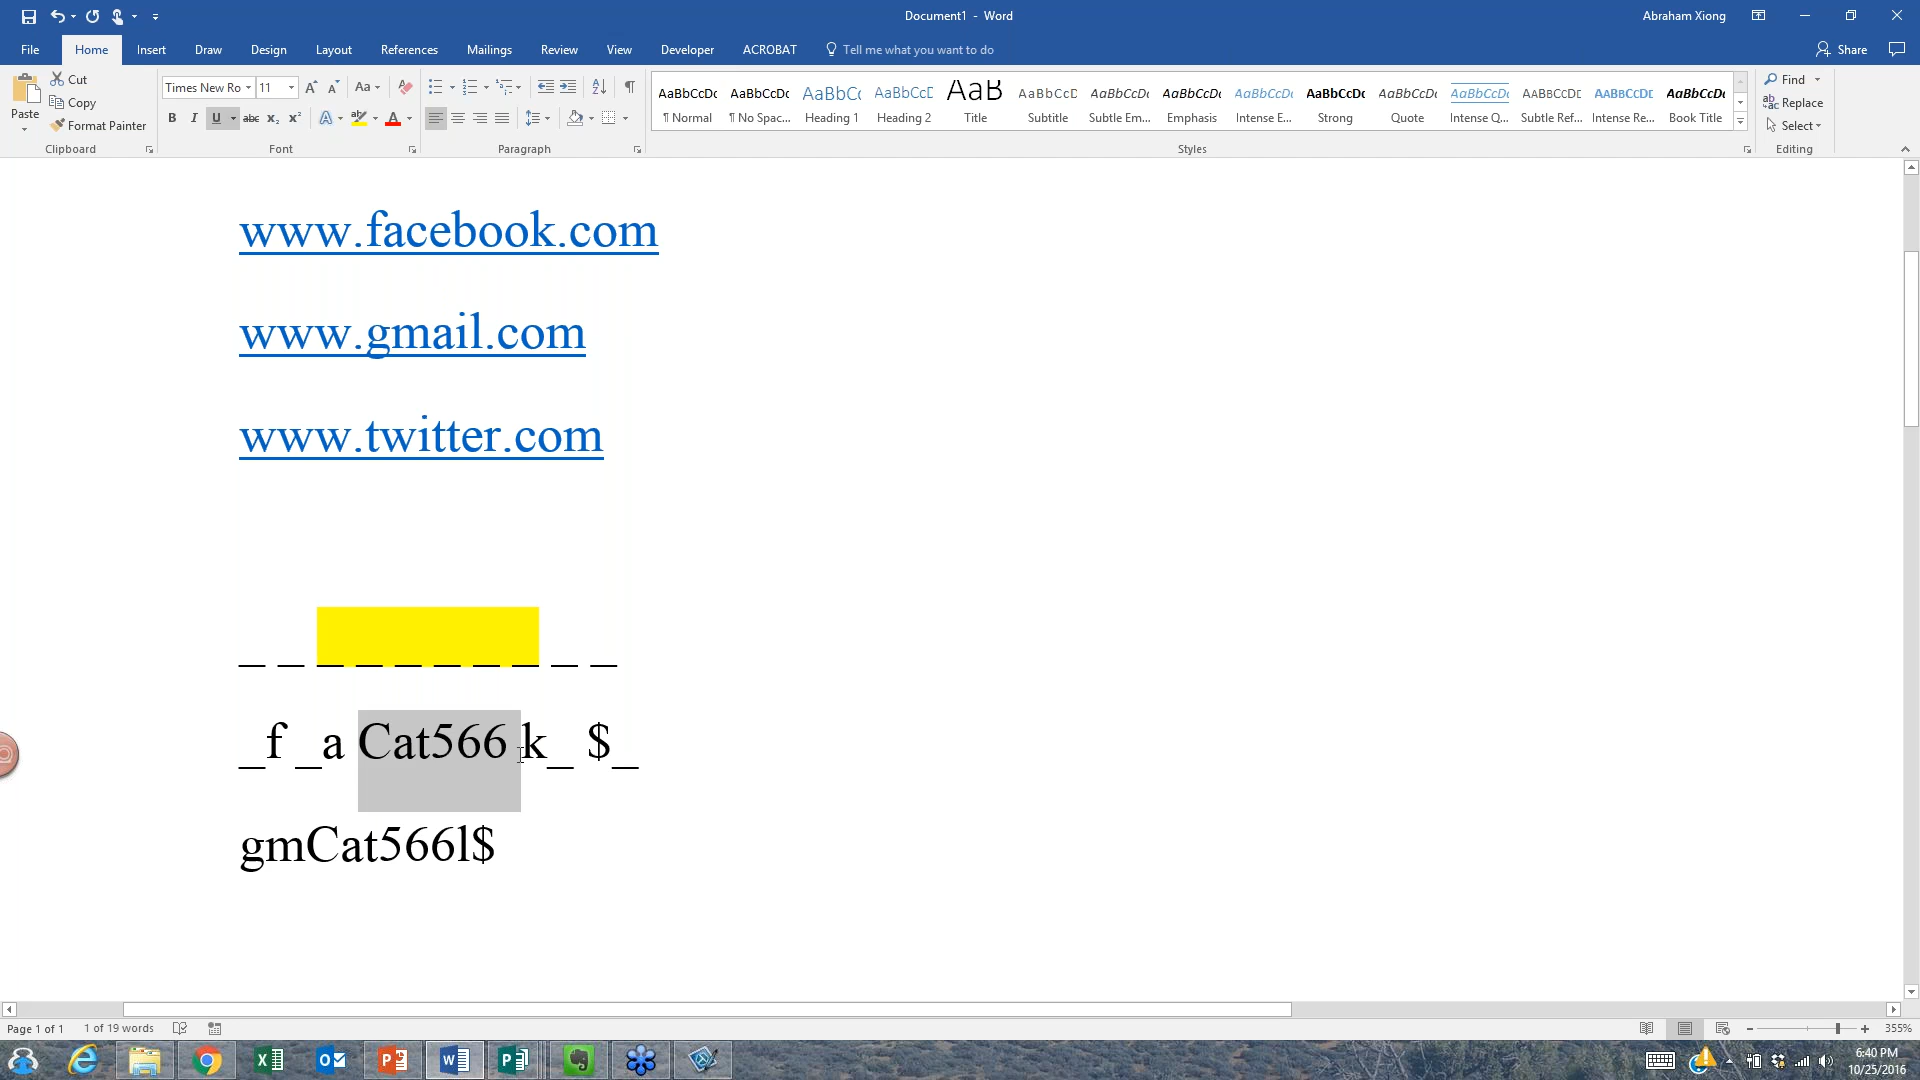 Document1 - Word
Abraham Xiong
File Home Insert Draw Design Layout References Mailings Review View Developer ACROBAT Tell me what you want to do Share
Paste
Cut
Copy
Format Painter
Clipboard
Times New Ro 11
Font
Paragraph
AaBbCcDc AaBbCcDc AaBbCc AaBbCcD AaB AaBbCcD AaBbCcDc AaBbCcDc AaBbCcDc AaBbCcDc AaBbCcDc AaBbCcDc AaBbCcDc AaBbCcDc AaBbCcDc
¶ Normal ¶ No Spac... Heading 1 Heading 2 Title Subtitle Subtle Em... Emphasis Intense E... Strong Quote Intense Q... Subtle Ref... Intense Re... Book Title
Styles
Find
Replace
Select
Editing
www.facebook.com
www.gmail.com
www.twitter.com
_ _ _ _ _ _ _ _ _ _
_f _a Cat566 k_ $_
gmCat566l$
Page 1 of 1 1 of 19 words
355%
6:40 PM
10/25/2016